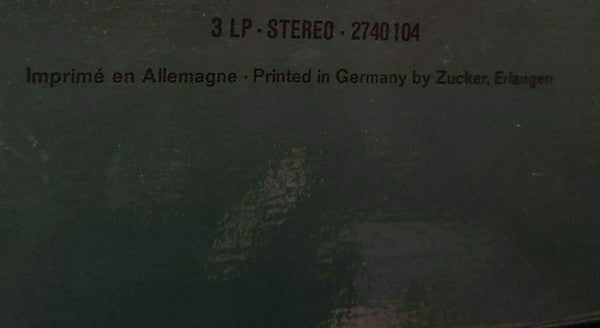 3 LP · STEREO · 2740 104
Imprimé en Allemagne · Printed in Germany by Zucker, Erlangen